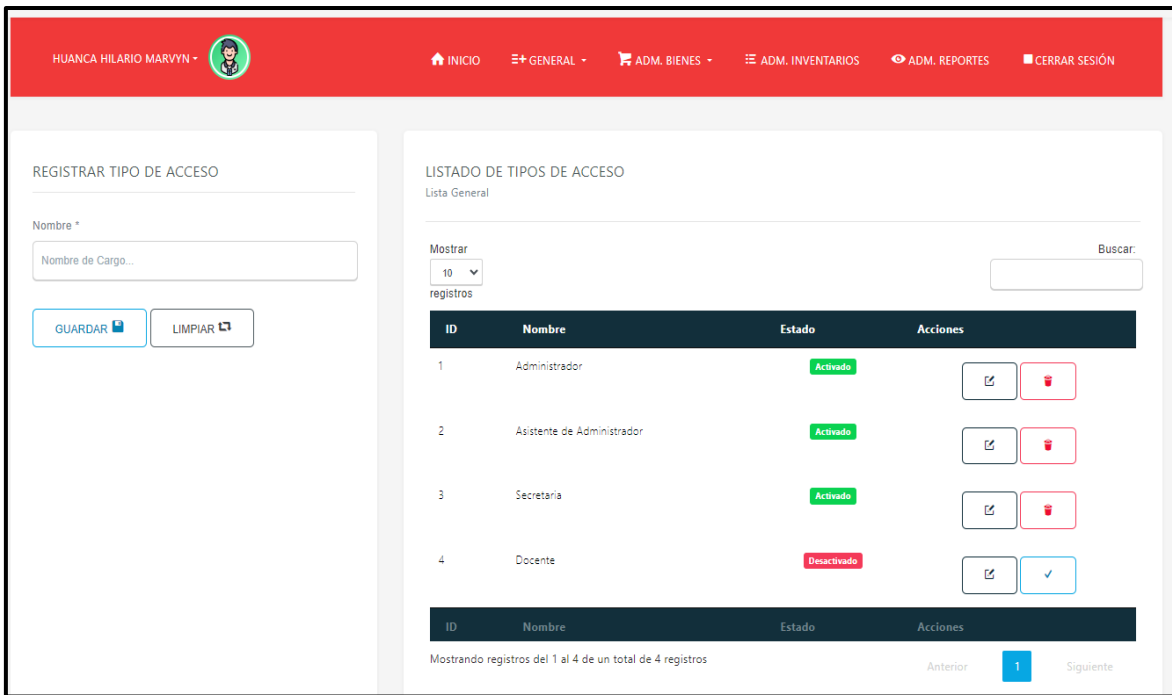 HUANCA HILARIO MARVYN
INICIO
GENERAL
ADM. BIENES
ADM. INVENTARIOS
ADM. REPORTES
CERRAR SESIÓN
REGISTRAR TIPO DE ACCESO
Nombre *
Nombre de Cargo...
GUARDAR
LIMPIAR
LISTADO DE TIPOS DE ACCESO
Lista General
Mostrar
10
registros
Buscar:
ID Nombre Estado Acciones
1 Administrador Activado
2 Asistente de Administrador Activado
3 Secretaria Activado
4 Docente Desactivado
ID Nombre Estado Acciones
Mostrando registros del 1 al 4 de un total de 4 registros
Anterior 1 Siguiente